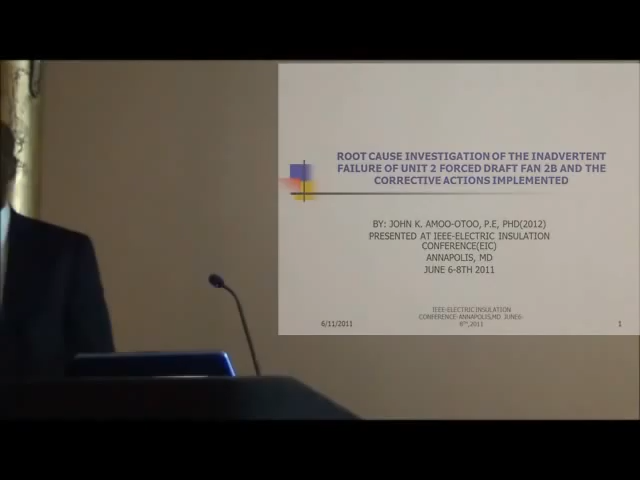 ROOT CAUSE INVESTIGATION OF THE INADVERTENT
FAILURE OF UNIT 2 FORCED DRAFT FAN 2B AND THE
CORRECTIVE ACTIONS IMPLEMENTED
BY: JOHN K. AMOO-OTOO, P.E, PHD(2012)
PRESENTED AT IEEE-ELECTRIC INSULATION
CONFERENCE(EIC)
ANNAPOLIS, MD
JUNE 6-8TH 2011
IEEE-ELECTRIC INSULATION
CONFERENCE-ANNAPOLIS,MD JUNE6-
8TH,2011
6/11/2011
1